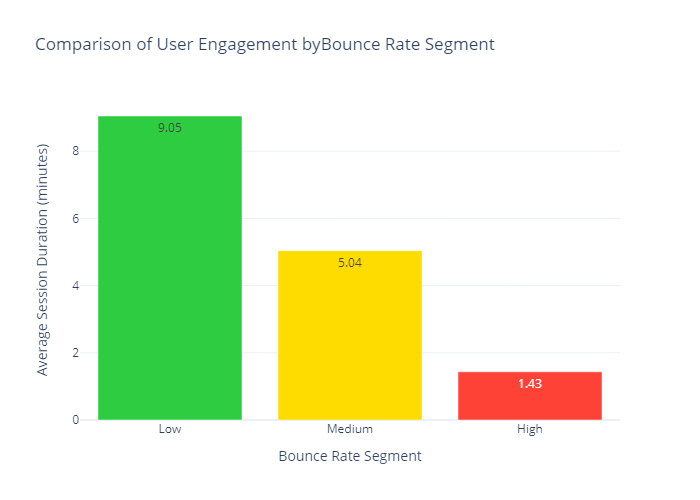 Comparison of User Engagement byBounce Rate Segment
Average Session Duration (minutes)
8
6
4
2
0
9.05
5.04
1.43
Low
Medium
High
Bounce Rate Segment